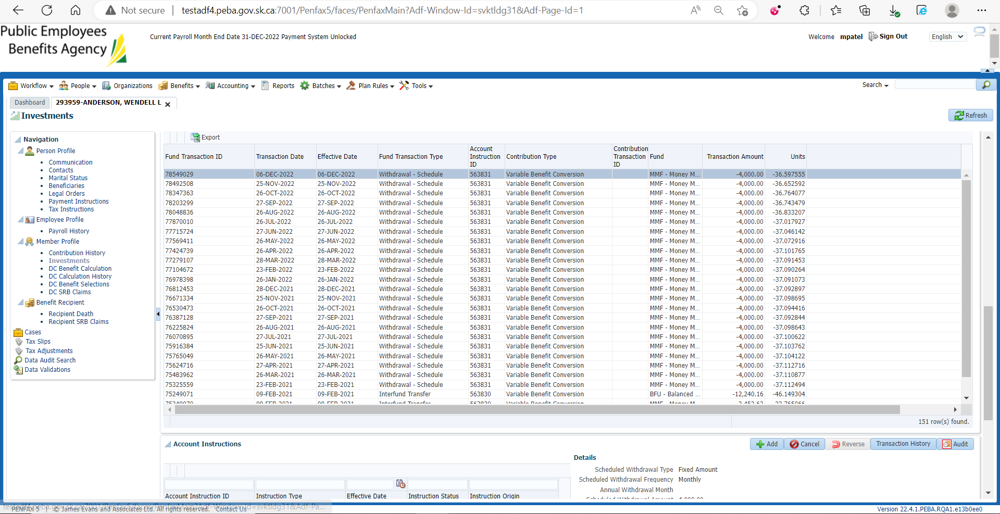 Not secure | testadf4.peba.gov.sk.ca:7001/Penfax5/faces/PenfaxMain?Adf-Window-Id=svktldg31&Adf-Page-Id=1
Public Employees
Benefits Agency
Current Payroll Month End Date 31-DEC-2022 Payment System Unlocked
Welcome mpatel Sign Out English
Workflow People Organizations Benefits Accounting Reports Batches Plan Rules Tools Search
Dashboard 293959-ANDERSON, WENDELL L
Investments
Refresh
Navigation
Person Profile
Communication
Contacts
Marital Status
Beneficiaries
Legal Orders
Payment Instructions
Tax Instructions
Employee Profile
Payroll History
Member Profile
Contribution History
Investments
DC Benefit Calculation
DC Calculation History
DC Benefit Selections
DC SRB Claims
Benefit Recipient
Recipient Death
Recipient SRB Claims
Cases
Tax Slips
Tax Adjustments
Data Audit Search
Data Validations
Export
Fund Transaction ID Transaction Date Effective Date Fund Transaction Type Account Instruction ID Contribution Type Contribution Transaction ID Fund Transaction Amount Units
78549029 06-DEC-2022 06-DEC-2022 Withdrawal - Schedule 563831 Variable Benefit Conversion MMF - Money M... -4,000.00 -36.597555
78492508 25-NOV-2022 25-NOV-2022 Withdrawal - Schedule 563831 Variable Benefit Conversion MMF - Money M... -4,000.00 -36.652592
78347363 26-OCT-2022 26-OCT-2022 Withdrawal - Schedule 563831 Variable Benefit Conversion MMF - Money M... -4,000.00 -36.764077
78203299 27-SEP-2022 27-SEP-2022 Withdrawal - Schedule 563831 Variable Benefit Conversion MMF - Money M... -4,000.00 -36.743479
78048836 26-AUG-2022 26-AUG-2022 Withdrawal - Schedule 563831 Variable Benefit Conversion MMF - Money M... -4,000.00 -36.833207
77870010 26-JUL-2022 26-JUL-2022 Withdrawal - Schedule 563831 Variable Benefit Conversion MMF - Money M... -4,000.00 -37.017927
77715724 27-JUN-2022 27-JUN-2022 Withdrawal - Schedule 563831 Variable Benefit Conversion MMF - Money M... -4,000.00 -37.046142
77569411 26-MAY-2022 26-MAY-2022 Withdrawal - Schedule 563831 Variable Benefit Conversion MMF - Money M... -4,000.00 -37.072916
77424739 26-APR-2022 26-APR-2022 Withdrawal - Schedule 563831 Variable Benefit Conversion MMF - Money M... -4,000.00 -37.101765
77279107 28-MAR-2022 28-MAR-2022 Withdrawal - Schedule 563831 Variable Benefit Conversion MMF - Money M... -4,000.00 -37.091453
77104672 23-FEB-2022 23-FEB-2022 Withdrawal - Schedule 563831 Variable Benefit Conversion MMF - Money M... -4,000.00 -37.090264
76978398 26-JAN-2022 26-JAN-2022 Withdrawal - Schedule 563831 Variable Benefit Conversion MMF - Money M... -4,000.00 -37.091073
76812453 28-DEC-2021 28-DEC-2021 Withdrawal - Schedule 563831 Variable Benefit Conversion MMF - Money M... -4,000.00 -37.092897
76671334 25-NOV-2021 25-NOV-2021 Withdrawal - Schedule 563831 Variable Benefit Conversion MMF - Money M... -4,000.00 -37.098695
76530473 26-OCT-2021 26-OCT-2021 Withdrawal - Schedule 563831 Variable Benefit Conversion MMF - Money M... -4,000.00 -37.094416
76387128 27-SEP-2021 27-SEP-2021 Withdrawal - Schedule 563831 Variable Benefit Conversion MMF - Money M... -4,000.00 -37.092844
76225824 26-AUG-2021 26-AUG-2021 Withdrawal - Schedule 563831 Variable Benefit Conversion MMF - Money M... -4,000.00 -37.098643
76070895 27-JUL-2021 27-JUL-2021 Withdrawal - Schedule 563831 Variable Benefit Conversion MMF - Money M... -4,000.00 -37.100622
75916384 25-JUN-2021 25-JUN-2021 Withdrawal - Schedule 563831 Variable Benefit Conversion MMF - Money M... -4,000.00 -37.103762
75765049 26-MAY-2021 26-MAY-2021 Withdrawal - Schedule 563831 Variable Benefit Conversion MMF - Money M... -4,000.00 -37.104122
75624716 27-APR-2021 27-APR-2021 Withdrawal - Schedule 563831 Variable Benefit Conversion MMF - Money M... -4,000.00 -37.112716
75483962 26-MAR-2021 26-MAR-2021 Withdrawal - Schedule 563831 Variable Benefit Conversion MMF - Money M... -4,000.00 -37.110877
75325559 23-FEB-2021 23-FEB-2021 Withdrawal - Schedule 563831 Variable Benefit Conversion MMF - Money M... -4,000.00 -37.112494
75249071 09-FEB-2021 09-FEB-2021 Interfund Transfer 563830 Variable Benefit Conversion BFU - Balanced ... -12,240.16 -46.149304
151 row(s) found.
Account Instructions
Add Cancel Reverse Transaction History Audit
Details
Scheduled Withdrawal Type Fixed Amount
Scheduled Withdrawal Frequency Monthly
Annual Withdrawal Month
Account Instruction ID Instruction Type Effective Date Instruction Status Instruction Origin
testadf4.peba.gov.sk.ca:7001/Penfax5/faces/PenfaxMain?Adf-Window-Id=svktldg31&Adf-Pa...
PENFAX 5 | © James Evans and Associates Ltd. All rights reserved. Contact Us
Version 22.4.1.PEBA.RQA1.e13b0ee0